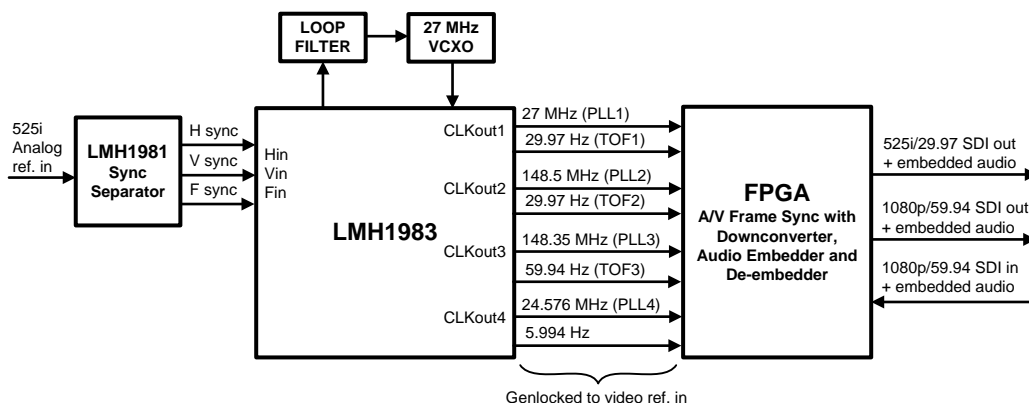 LOOP
FILTER
27 MHz
VCXO
525i
Analog
ref. in
LMH1981
Sync
Separator
H sync
V sync
F sync
Hin
Vin
Fin
LMH1983
CLKout1
CLKout2
CLKout3
CLKout4
27 MHz (PLL1)
29.97 Hz (TOF1)
148.5 MHz (PLL2)
29.97 Hz (TOF2)
148.35 MHz (PLL3)
59.94 Hz (TOF3)
24.576 MHz (PLL4)
5.994 Hz
FPGA
A/V Frame Sync with
Downconverter,
Audio Embedder and
De-embedder
525i/29.97 SDI out
+ embedded audio
1080p/59.94 SDI out
+ embedded audio
1080p/59.94 SDI in
+ embedded audio
Genlocked to video ref. in